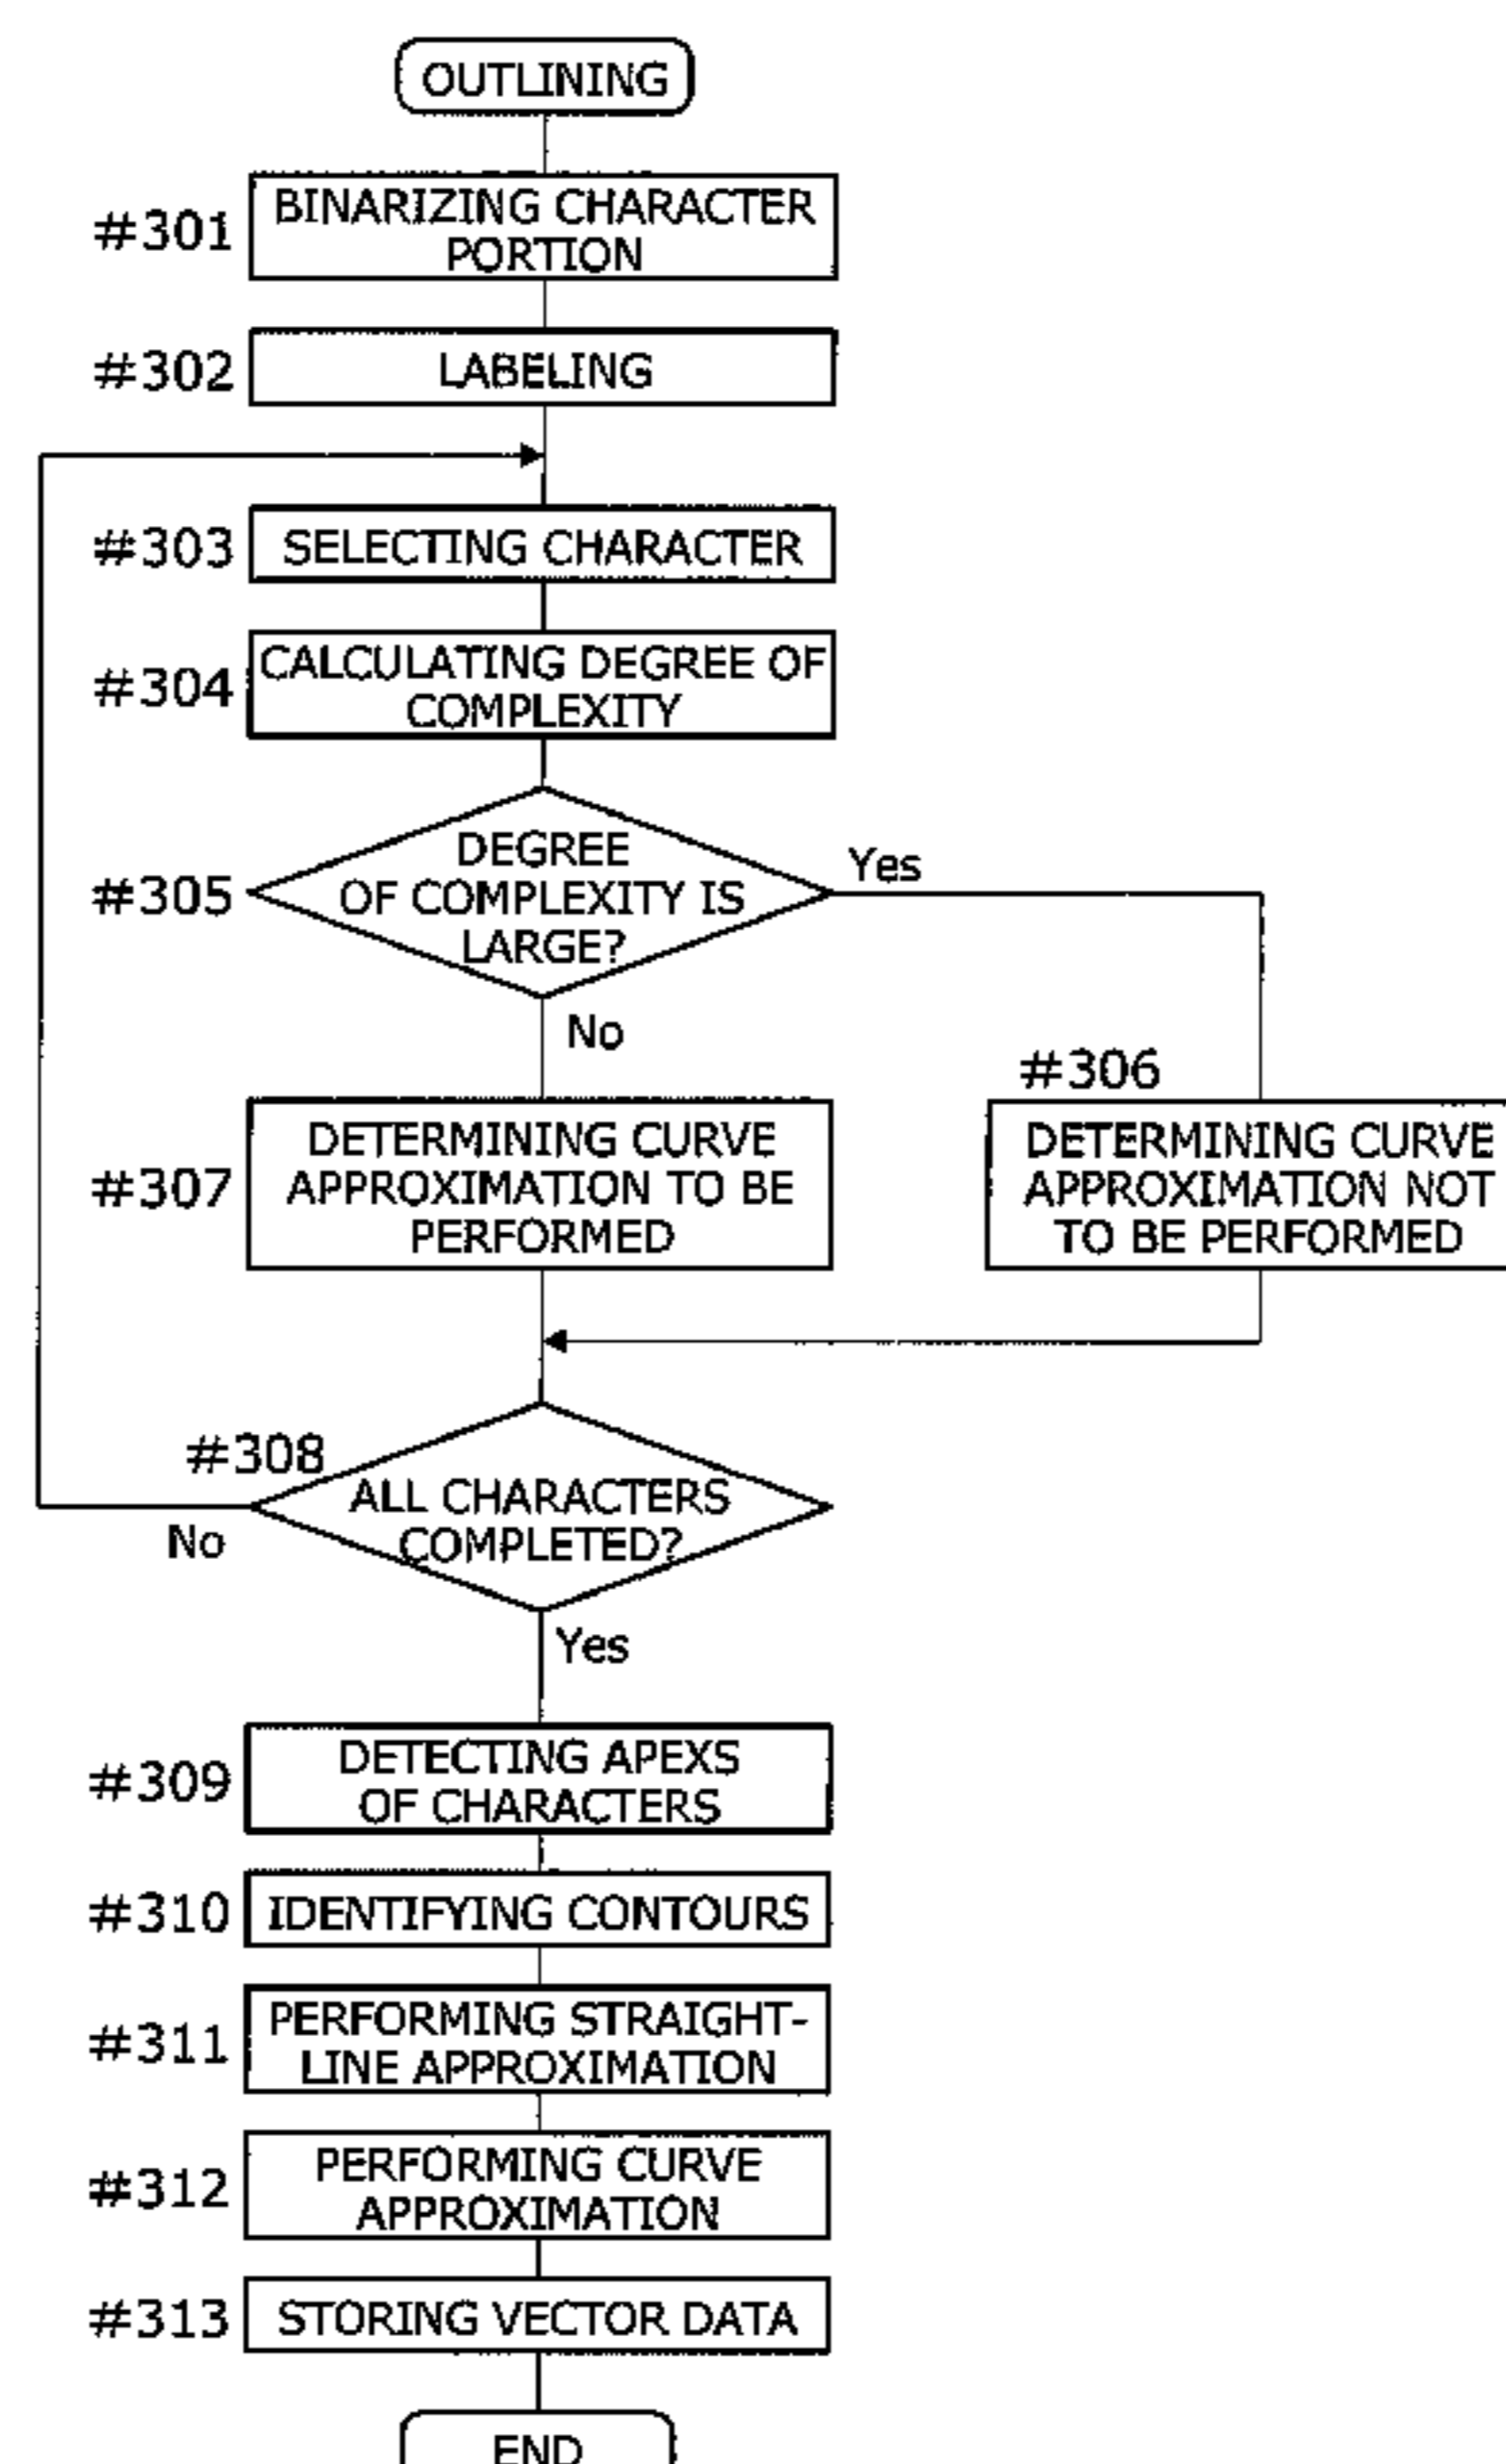 OUTLINING
#301
BINARIZING CHARACTER
PORTION
#302
LABELING
#303
SELECTING CHARACTER
#304
CALCULATING DEGREE OF
COMPLEXITY
#305
DEGREE
OF COMPLEXITY IS
LARGE?
Yes
No
#306
DETERMINING CURVE
APPROXIMATION NOT
TO BE PERFORMED
#307
DETERMINING CURVE
APPROXIMATION TO BE
PERFORMED
#308
ALL CHARACTERS
COMPLETED?
No
Yes
#309
DETECTING APEXS
OF CHARACTERS
#310
IDENTIFYING CONTOURS
#311
PERFORMING STRAIGHT-
LINE APPROXIMATION
#312
PERFORMING CURVE
APPROXIMATION
#313
STORING VECTOR DATA
END